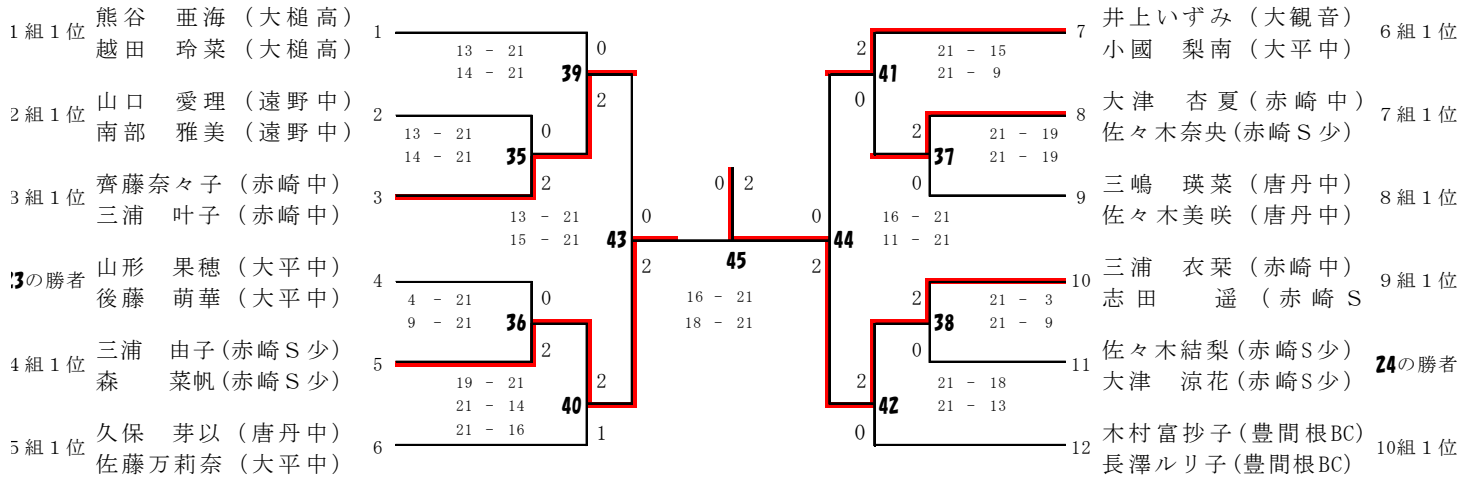 1組1位 熊谷 亜海 (大槌高) 1
越田 玲菜 (大槌高)
13 - 21
14 - 21
39
0
2
2組1位 山口 愛理 (遠野中) 2
南部 雅美 (遠野中)
13 - 21
14 - 21
35
0
2
3組1位 齊藤奈々子 (赤崎中) 3
三浦 叶子 (赤崎中)
13 - 21
15 - 21
43
0
2
の勝者 山形 果穂 (大平中) 4
後藤 萌華 (大平中)
4 - 21
9 - 21
36
0
2
4組1位 三浦 由子(赤崎S少) 5
森 菜帆(赤崎S少)
19 - 21
21 - 14
21 - 16
40
2
1
5組1位 久保 芽以 (唐丹中) 6
佐藤万莉奈 (大平中)
0 2
45
16 - 21
18 - 21
7 井上いずみ (大観音) 6組1位
小國 梨南 (大平中)
2
41
0
21 - 15
21 - 9
8 大津 杏夏(赤崎中) 7組1位
佐々木奈央(赤崎S少)
2
37
0
21 - 19
21 - 19
9 三嶋 瑛菜 (唐丹中) 8組1位
佐々木美咲 (唐丹中)
0
44
2
16 - 21
11 - 21
10 三浦 衣栞 (赤崎中) 9組1位
志田 遥 (赤崎S
2
38
0
21 - 3
21 - 9
11 佐々木結梨(赤崎S少) 24の勝者
大津 涼花(赤崎S少)
2
42
0
21 - 18
21 - 13
12 木村富抄子(豊間根BC) 10組1位
長澤ルリ子(豊間根BC)